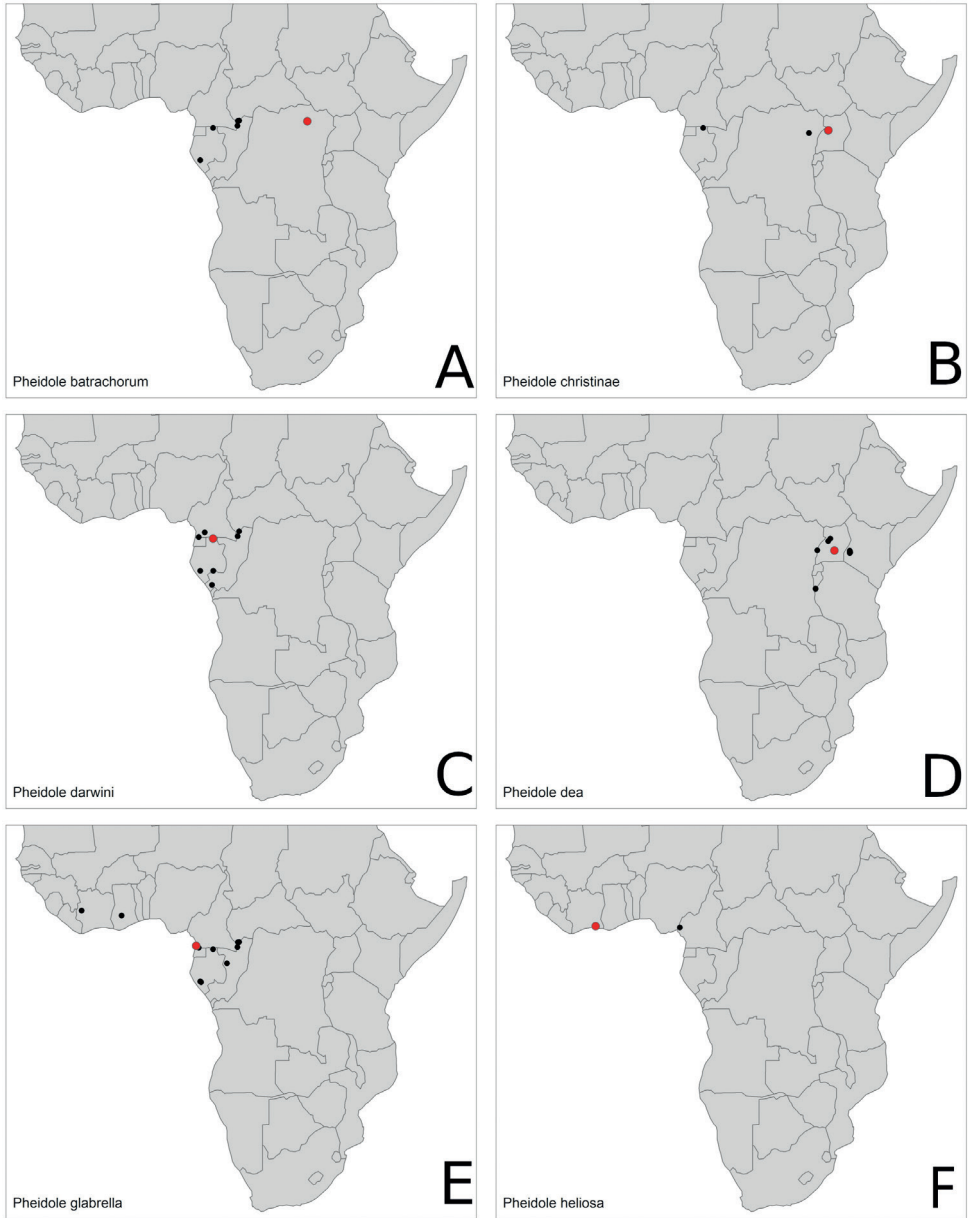 Pheidole batrachorum A
Pheidole christinae B
Pheidole darwini C
Pheidole dea D
Pheidole glabrella E
Pheidole heliosa F